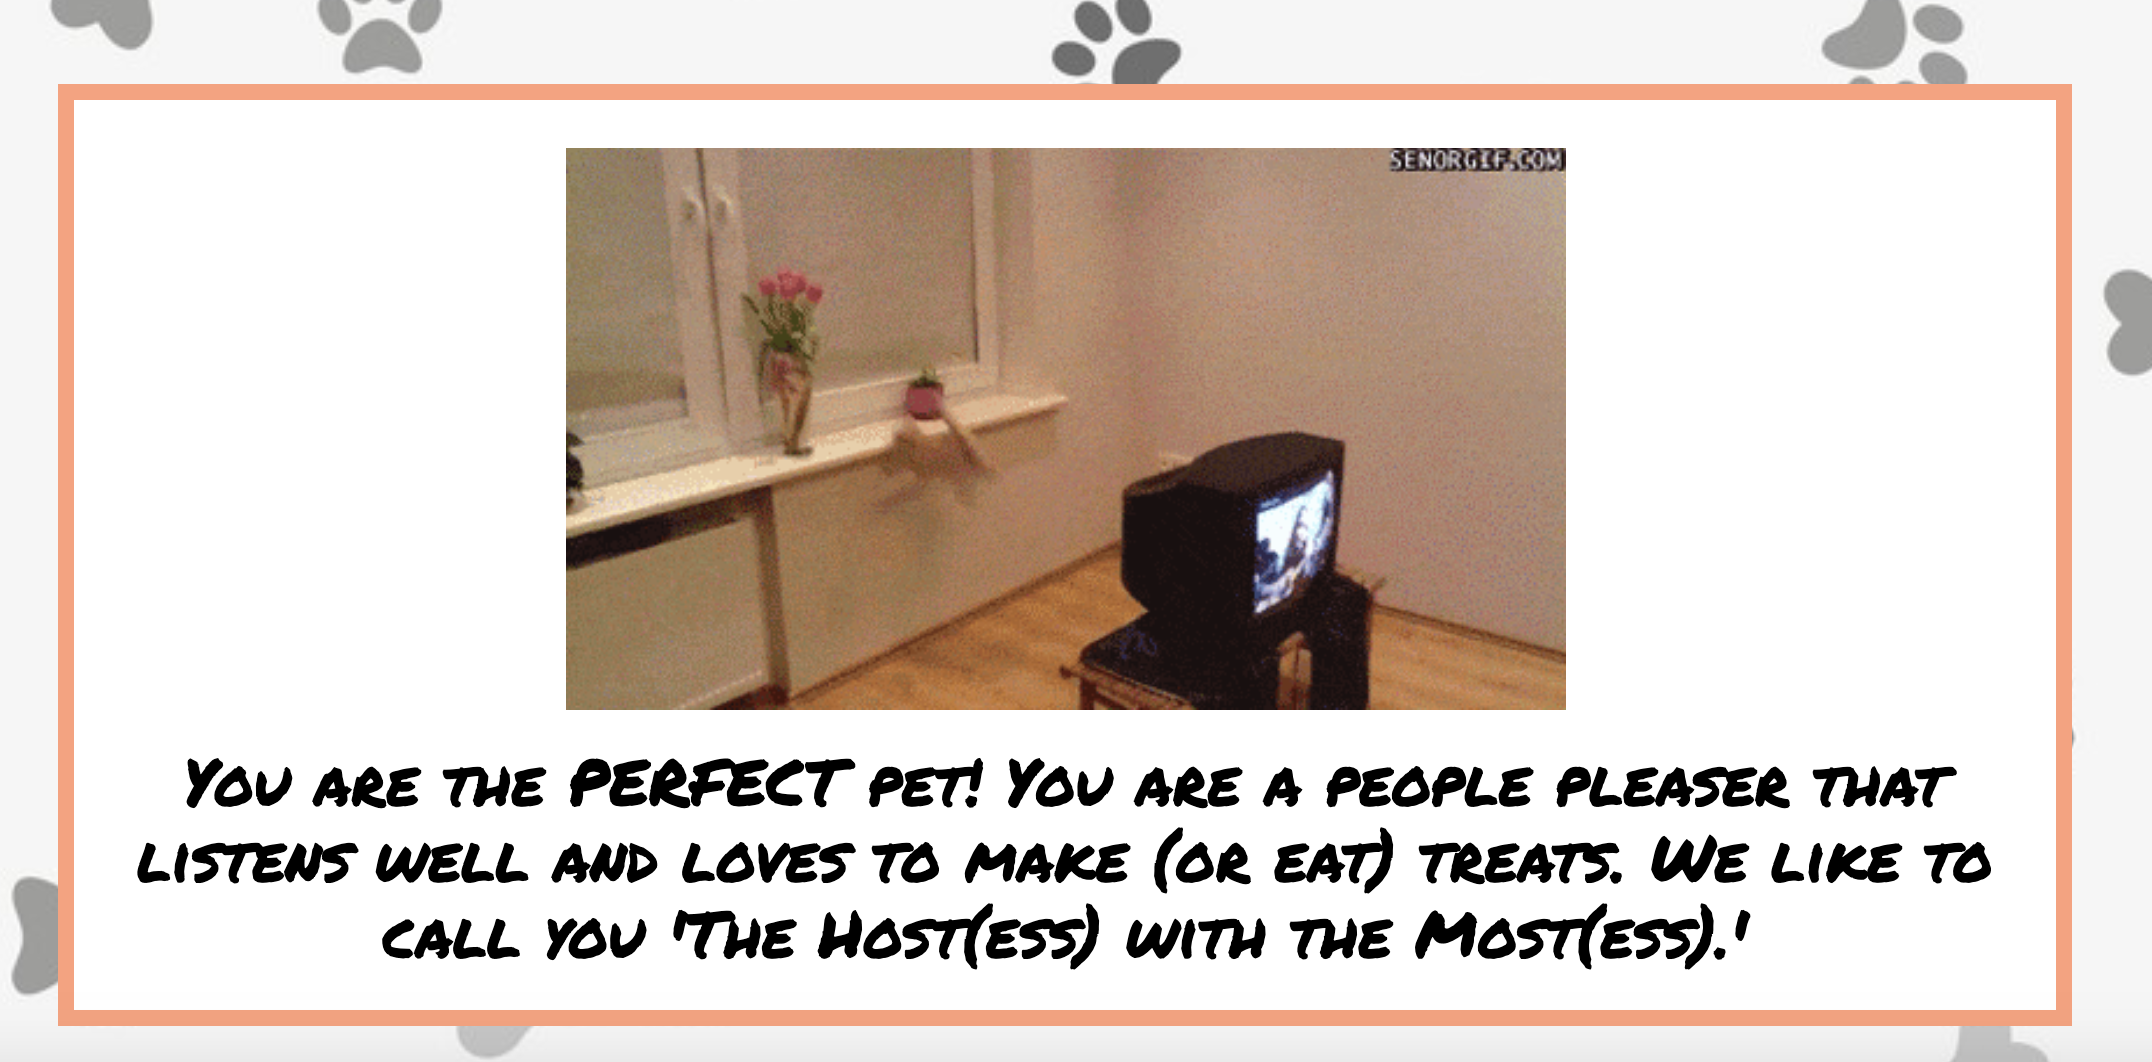 SENORGIF.COM
You are the PERFECT pet! You are a people pleaser that
listens well and loves to make (or eat) treats. We like to
call you 'The Host(ess) with the Most(ess).'